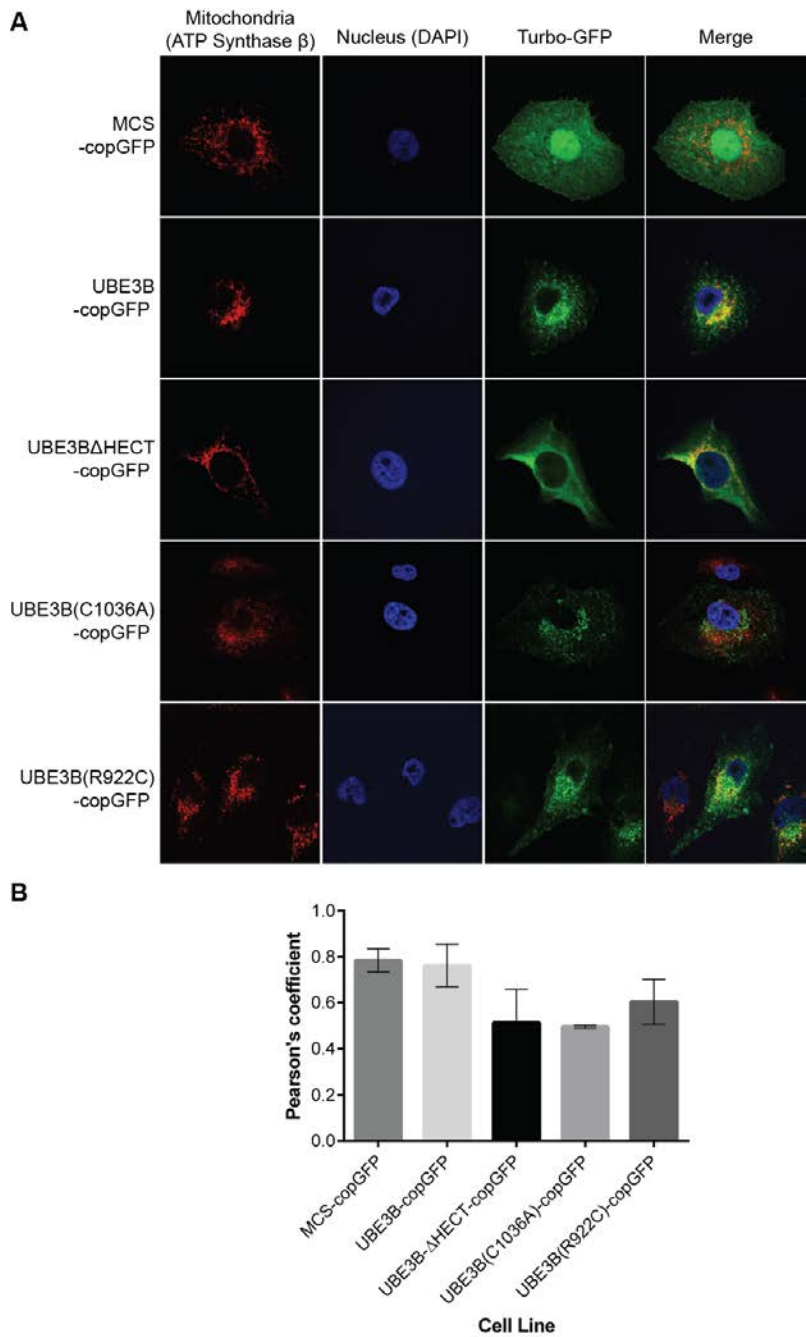 A
Mitochondria
(ATP Synthase β)
Nucleus (DAPI)
Turbo-GFP
Merge
MCS
-copGFP
UBE3B
-copGFP
UBE3BΔHECT
-copGFP
UBE3B(C1036A)
-copGFP
UBE3B(R922C)
-copGFP
B
Pearson's coefficient
1.0
0.8
0.6
0.4
0.2
0.0
MCS-copGFP
UBE3B-copGFP
UBE3B-ΔHECT-copGFP
UBE3B(C1036A)-copGFP
UBE3B(R922C)-copGFP
Cell Line